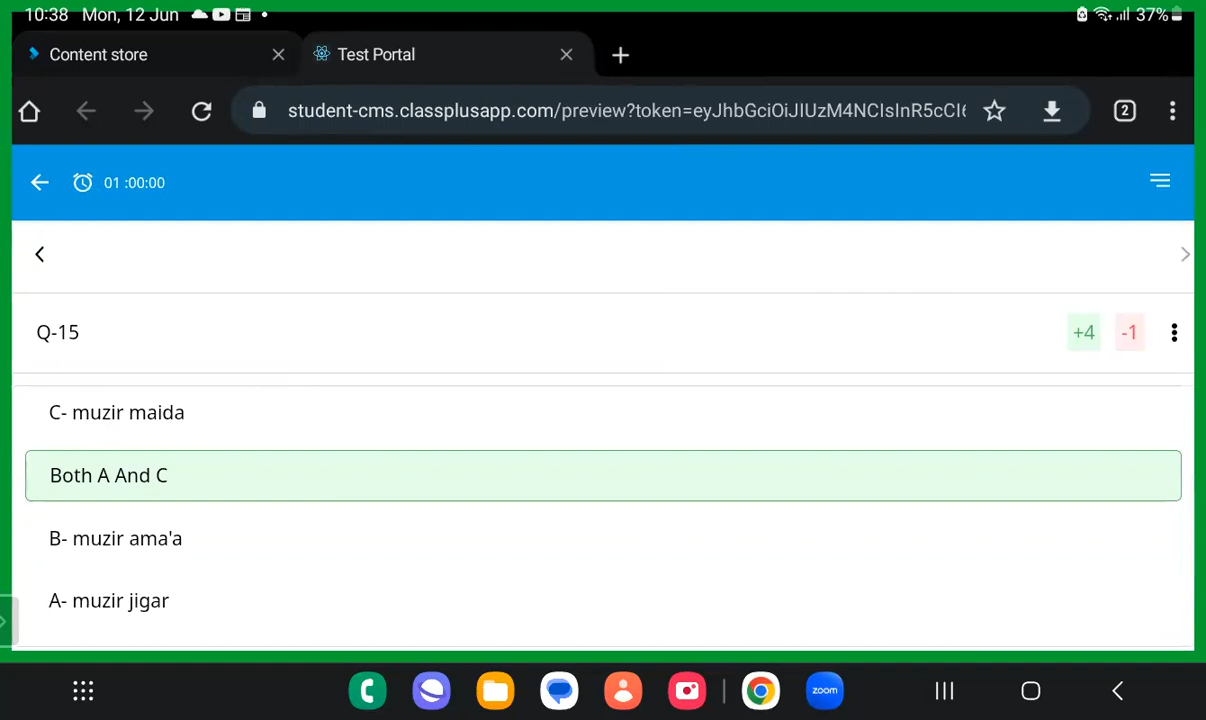 10:38 Mon, 12 Jun 37%
Content store
Test Portal
student-cms.classplusapp.com/preview?token=eyJhbGciOiJIUzM4NCIsInR5cCI6
2
01 :00:00
Q-15
+4 -1
C- muzir maida
Both A And C
B- muzir ama'a
A- muzir jigar
zoom